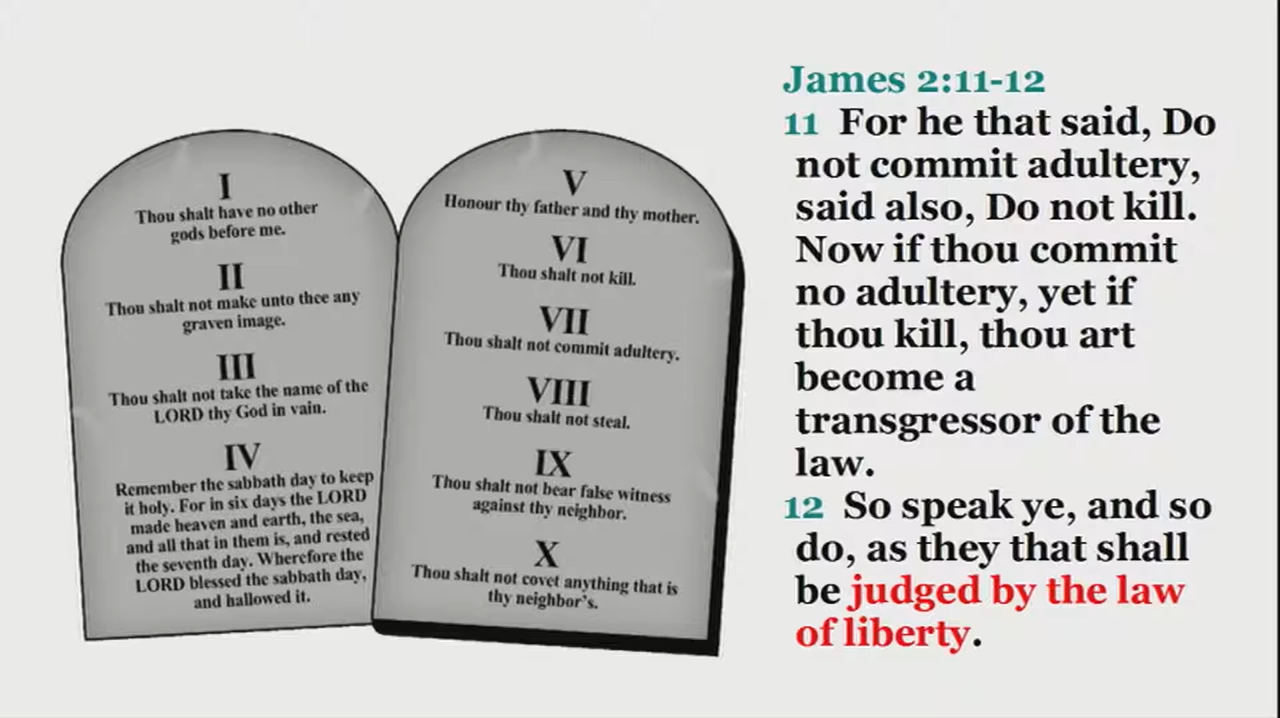 I
Thou shalt have no other
gods before me.
II
Thou shalt not make unto thee any
graven image.
III
Thou shalt not take the name of the
LORD thy God in vain.
IV
Remember the sabbath day to keep
it holy. For in six days the LORD
made heaven and earth, the sea,
and all that in them is, and rested
the seventh day. Wherefore the
LORD blessed the sabbath day,
and hallowed it.
V
Honour thy father and thy mother.
VI
Thou shalt not kill.
VII
Thou shalt not commit adultery.
VIII
Thou shalt not steal.
IX
Thou shalt not bear false witness
against thy neighbor.
X
Thou shalt not covet anything that is
thy neighbor's.
James 2:11-12
11 For he that said, Do
not commit adultery,
said also, Do not kill.
Now if thou commit
no adultery, yet if
thou kill, thou art
become a
transgressor of the
law.
12 So speak ye, and so
do, as they that shall
be judged by the law
of liberty.